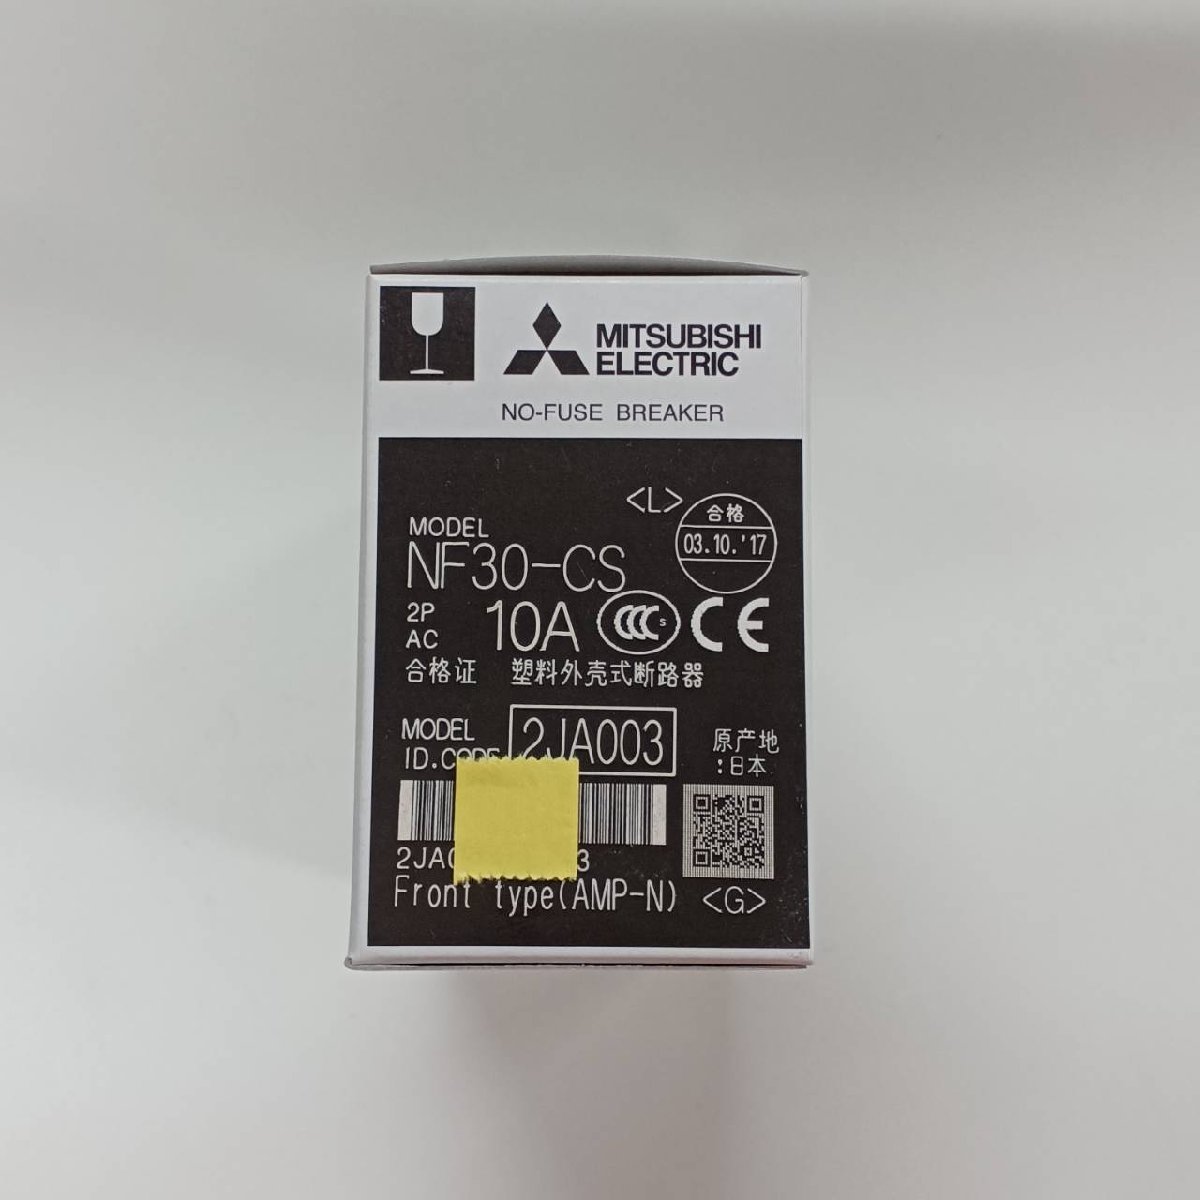 MITSUBISHI
ELECTRIC
NO-FUSE BREAKER
<L>
合格
03.10.'17
MODEL
NF30-CS
2P
AC
10A
CCC S
CE
合格证 塑料外壳式断路器
MODEL
ID.CODE
2JA003
原产地
:日本
3
Front type(AMP-N)
<G>